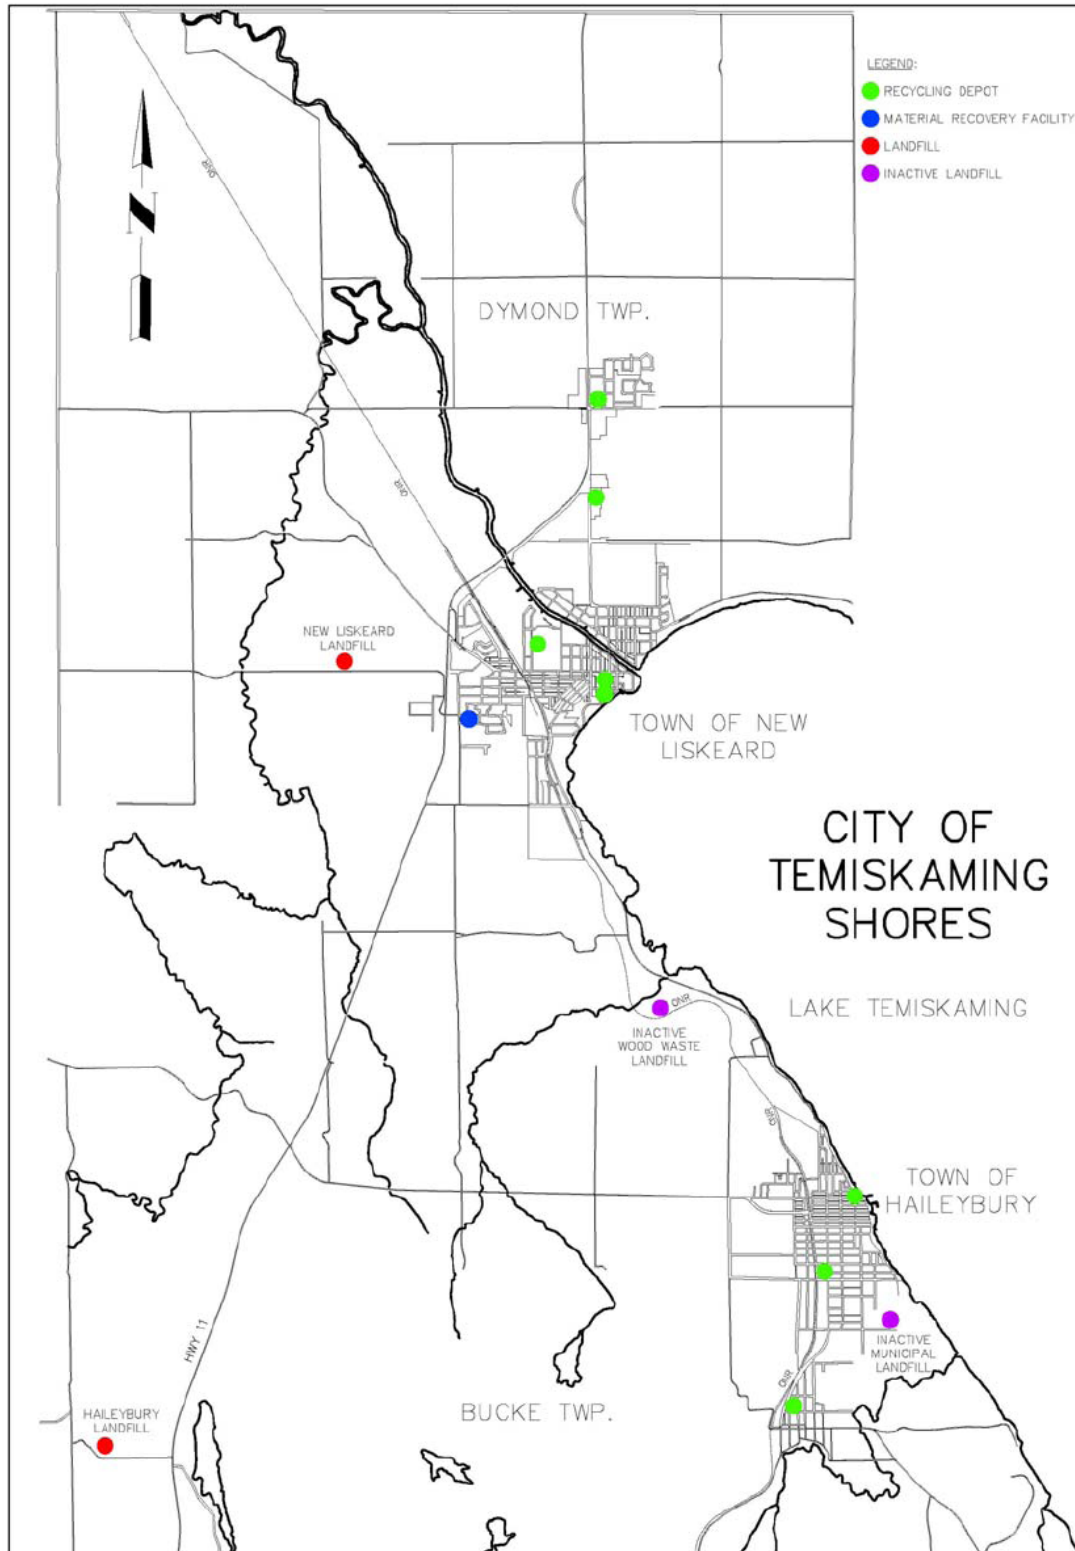 LEGEND:
RECYCLING DEPOT
MATERIAL RECOVERY FACILITY
LANDFILL
INACTIVE LANDFILL
N
ONR
DYMOND TWP.
ONR
NEW LISKEARD
LANDFILL
TOWN OF NEW
LISKEARD
CITY OF
TEMISKAMING
SHORES
LAKE TEMISKAMING
ONR
INACTIVE
WOOD WASTE
LANDFILL
ONR
TOWN OF
HAILEYBURY
HWY 11
INACTIVE
MUNICIPAL
LANDFILL
ONR
HAILEYBURY
LANDFILL
BUCKE TWP.